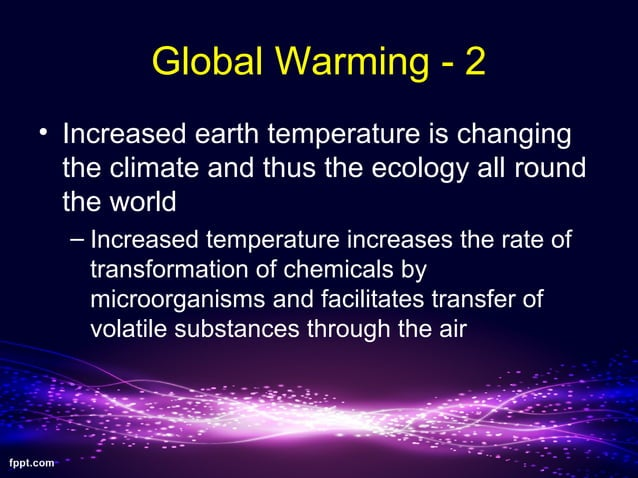 Global Warming - 2
• Increased earth temperature is changing
the climate and thus the ecology all round
the world
– Increased temperature increases the rate of
transformation of chemicals by
microorganisms and facilitates transfer of
volatile substances through the air
fppt.com